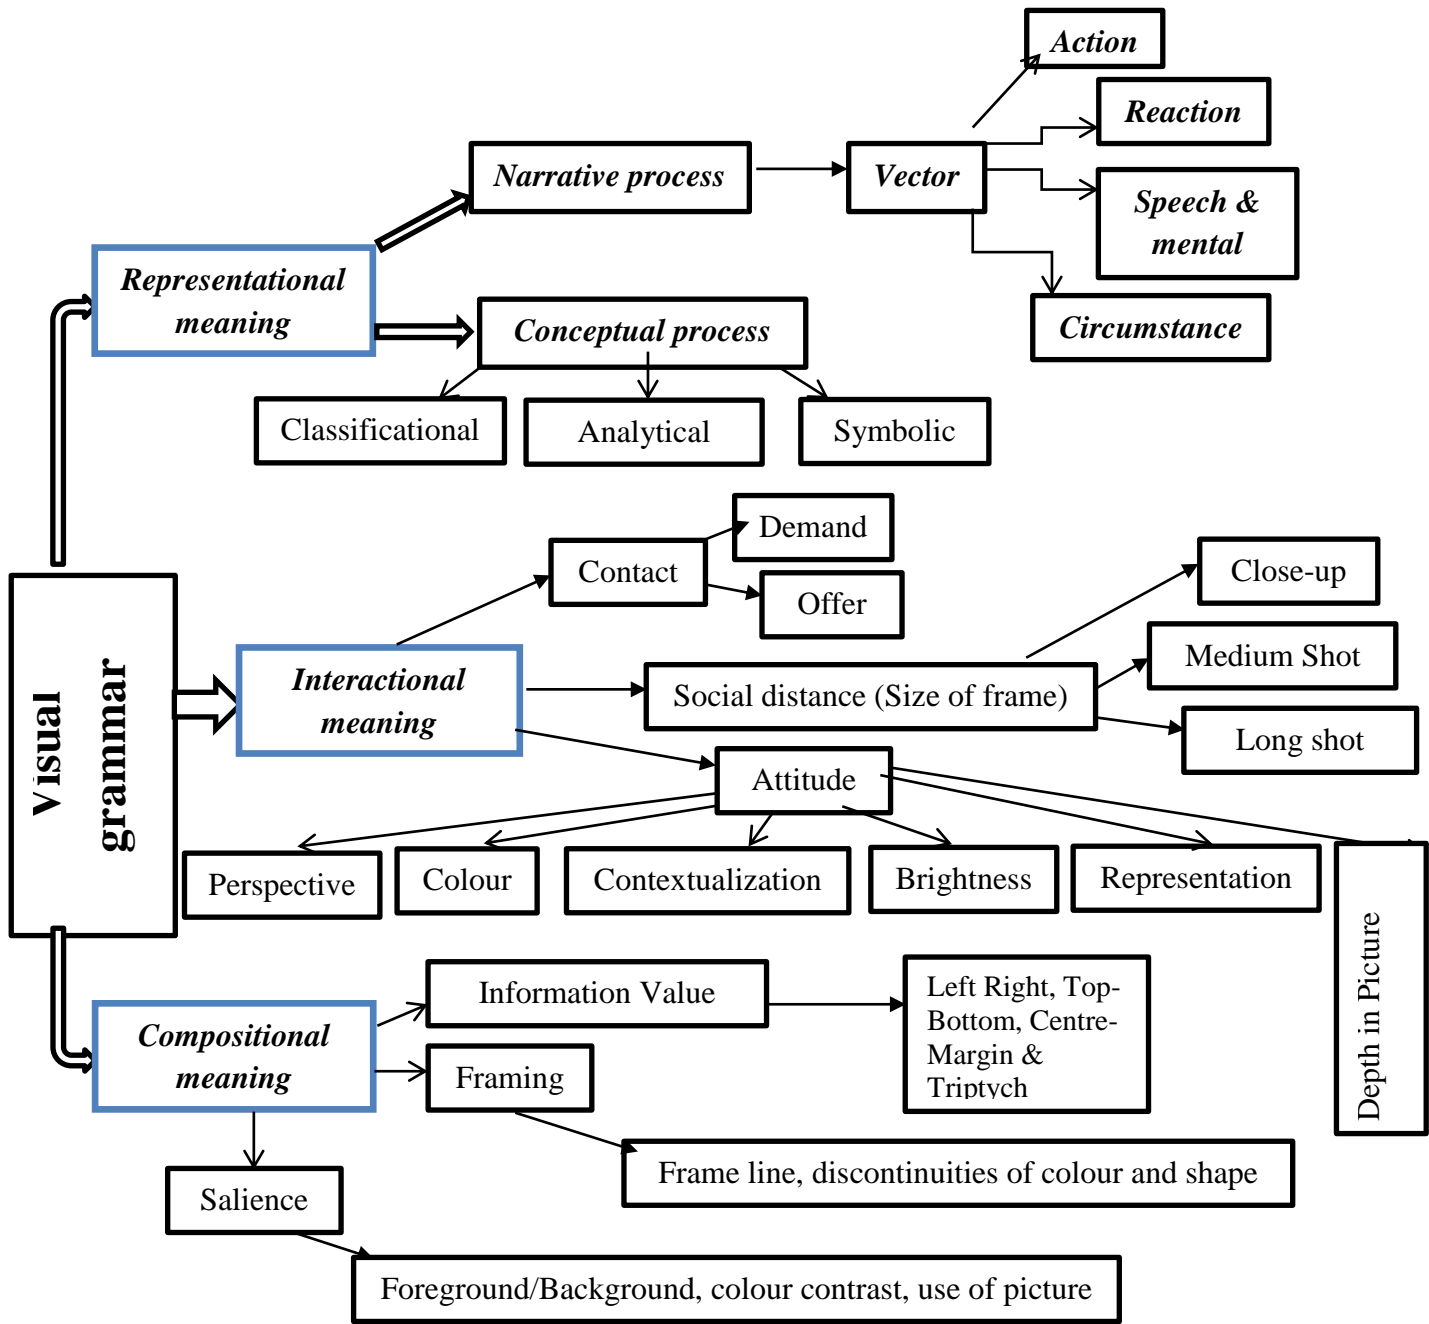 Action
Reaction
Narrative process
Vector
Speech &
mental
Representational
meaning
Circumstance
Conceptual process
Classificational
Analytical
Symbolic
Demand
Contact
Close-up
Offer
Visual
grammar
Interactional
meaning
Medium Shot
Social distance (Size of frame)
Long shot
Attitude
Perspective
Colour
Contextualization
Brightness
Representation
Depth in Picture
Information Value
Left Right, Top-
Bottom, Centre-
Margin &
Triptych
Compositional
meaning
Framing
Frame line, discontinuities of colour and shape
Salience
Foreground/Background, colour contrast, use of picture